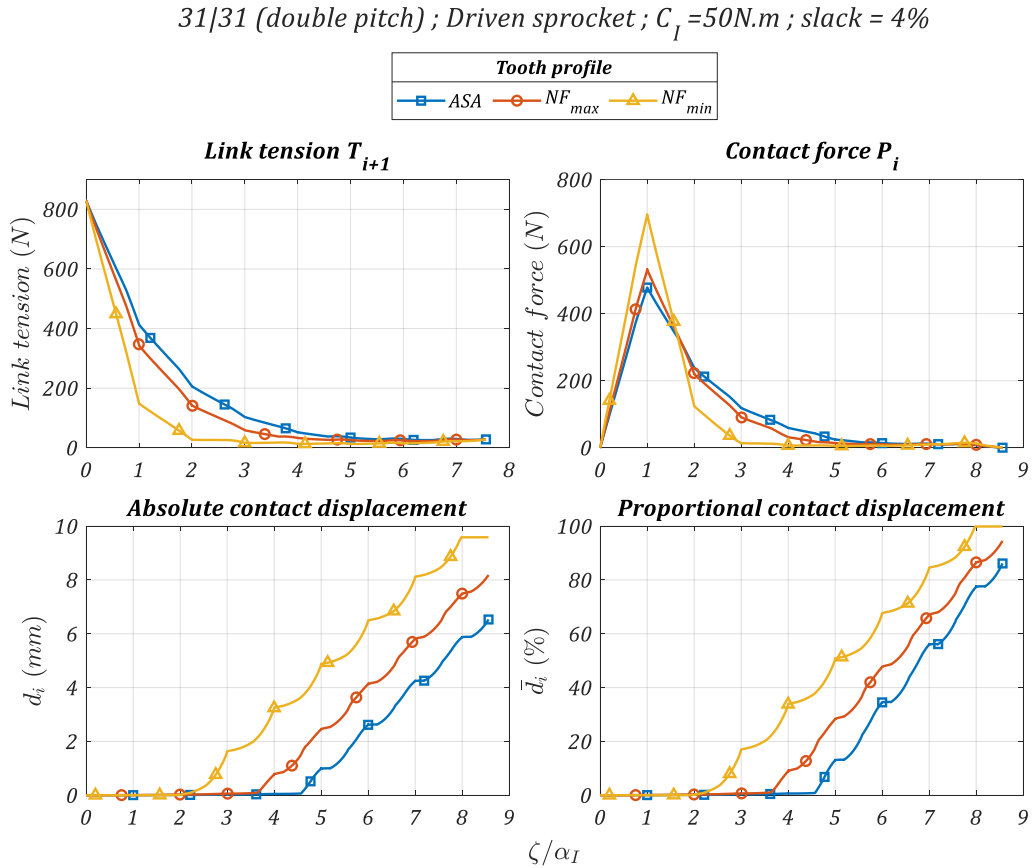 31|31 (double pitch) ; Driven sprocket ; C_I =50N.m ; slack = 4%
Tooth profile
ASA NF_max NF_min
Link tension T_i+1
Contact force P_i
Link tension (N)
800
600
400
200
0
0 1 2 3 4 5 6 7 8
Contact force (N)
800
600
400
200
0
0 1 2 3 4 5 6 7 8 9
Absolute contact displacement
Proportional contact displacement
d_i (mm)
10
8
6
4
2
0
0 1 2 3 4 5 6 7 8 9
d̄_i (%)
100
80
60
40
20
0
0 1 2 3 4 5 6 7 8 9
ζ/α_I